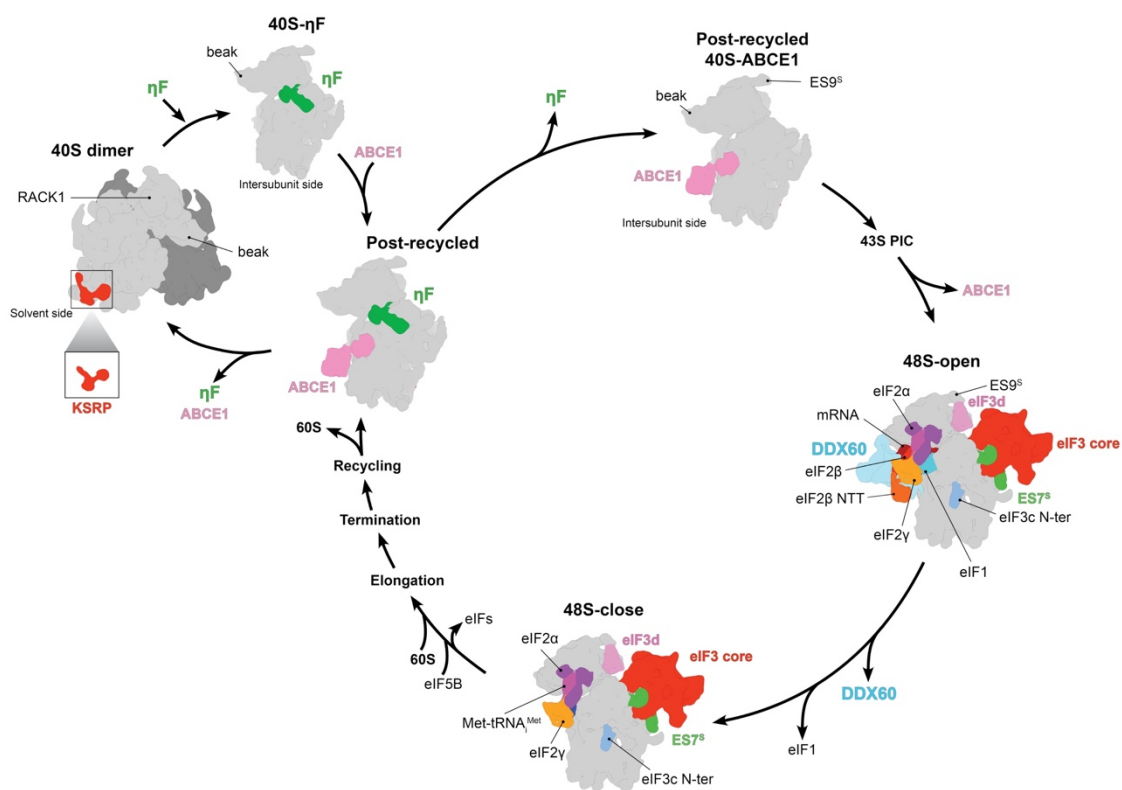 40S-ηF
beak
ηF
ηF
Intersubunit side
ABCE1
40S dimer
RACK1
beak
Solvent side
KSRP
ηF
ABCE1
Post-recycled
ηF
ABCE1
ηF
Post-recycled
40S-ABCE1
ES9ˢ
beak
ABCE1
Intersubunit side
43S PIC
ABCE1
48S-open
ES9ˢ
eIF2α
eIF3d
mRNA
DDX60
eIF3 core
eIF2β
eIF2β NTT
ES7ˢ
eIF3c N-ter
eIF2γ
eIF1
DDX60
eIF1
48S-close
eIF2α
eIF3d
eIF3 core
Met-tRNAᵢᴹᵉᵗ
ES7ˢ
eIF2γ
eIF3c N-ter
eIFs
60S
eIF5B
Elongation
Termination
Recycling
60S